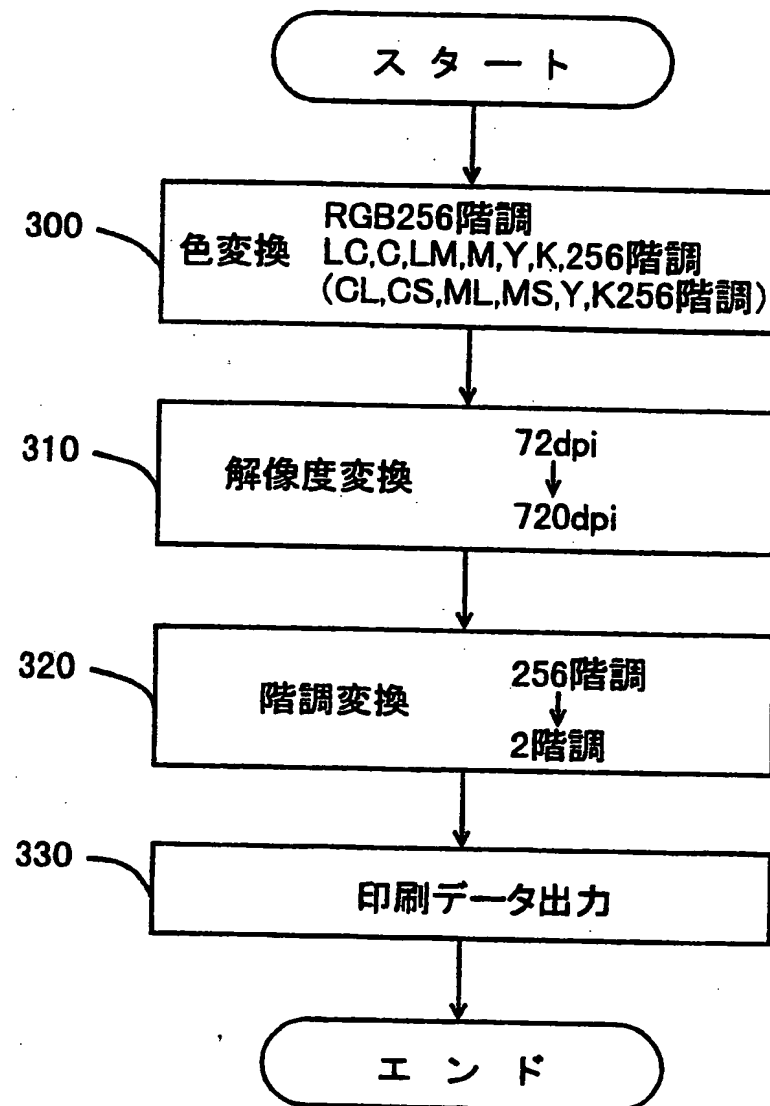 スタート
300
色変換
RGB256階調
LC,C,LM,M,Y,K,256階調
(CL,CS,ML,MS,Y,K256階調)
310
解像度変換
72dpi
↓
720dpi
320
階調変換
256階調
↓
2階調
330
印刷データ出力
エンド